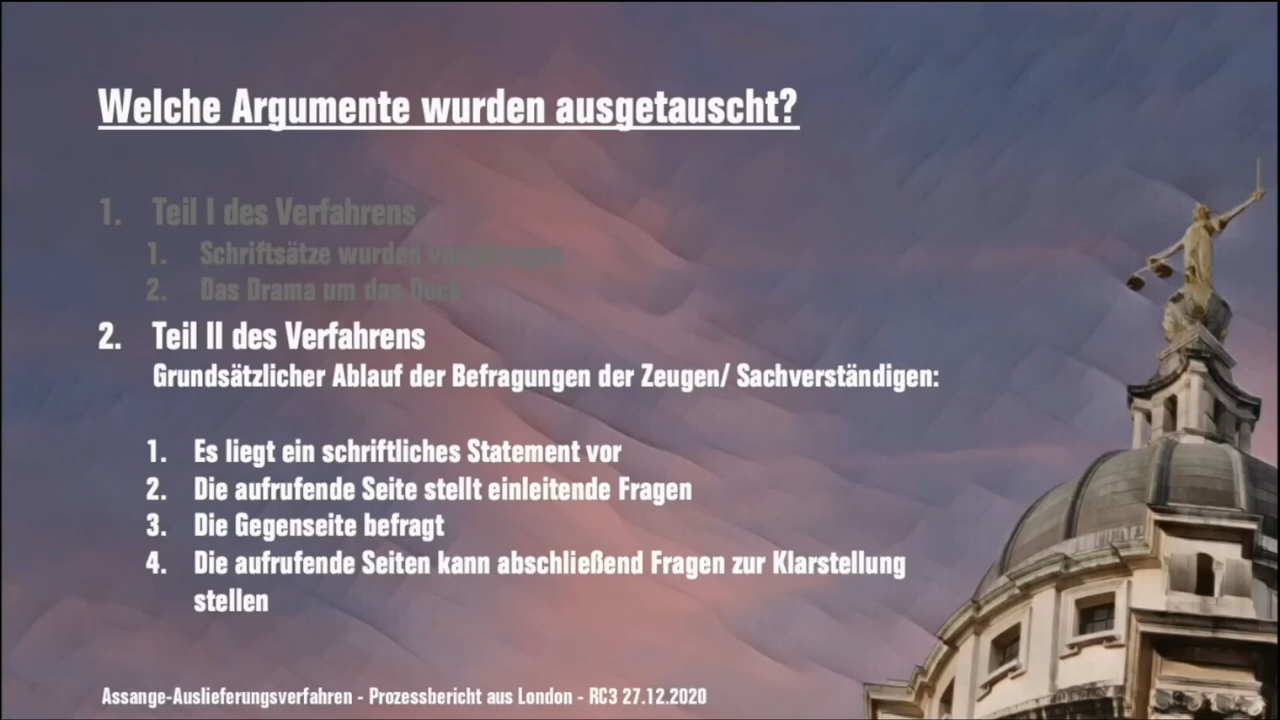 Welche Argumente wurden ausgetauscht?
1. Teil I des Verfahrens
1. Schriftsätze wurden vorgetragen
2. Das Drama um das Dock
2. Teil II des Verfahrens
Grundsätzlicher Ablauf der Befragungen der Zeugen/ Sachverständigen:
1. Es liegt ein schriftliches Statement vor
2. Die aufrufende Seite stellt einleitende Fragen
3. Die Gegenseite befragt
4. Die aufrufende Seiten kann abschließend Fragen zur Klarstellung
stellen
Assange-Auslieferungsverfahren - Prozessbericht aus London - RC3 27.12.2020